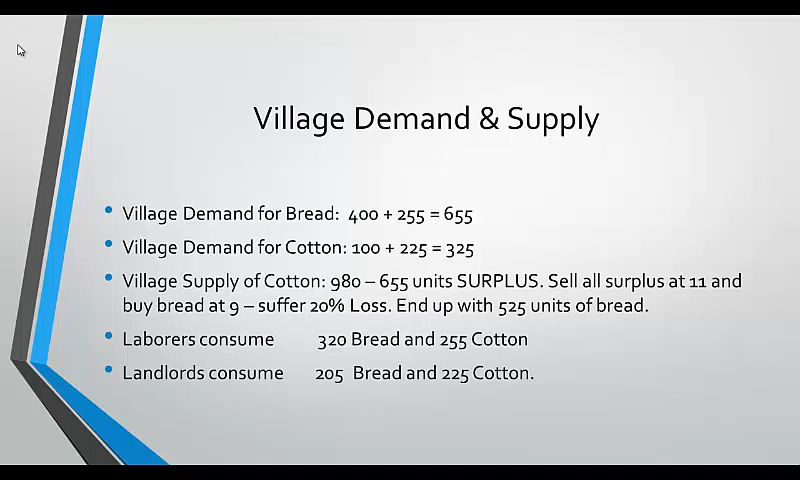 Village Demand & Supply
Village Demand for Bread: 400 + 255 = 655
Village Demand for Cotton: 100 + 225 = 325
Village Supply of Cotton: 980 – 655 units SURPLUS. Sell all surplus at 11 and
buy bread at 9 – suffer 20% Loss. End up with 525 units of bread.
Laborers consume 320 Bread and 255 Cotton
Landlords consume 205 Bread and 225 Cotton.